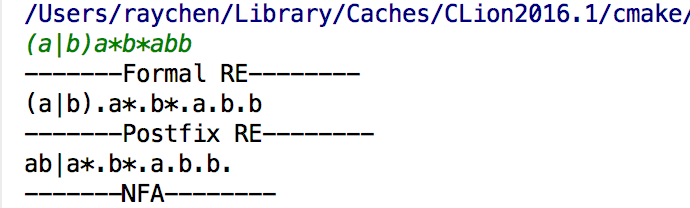 /Users/raychen/Library/Caches/CLion2016.1/cmake/
(a|b)a*b*abb
-------Formal RE--------
(a|b).a*.b*.a.b.b
-------Postfix RE--------
ab|a*.b*.a.b.b.
-------NFA--------